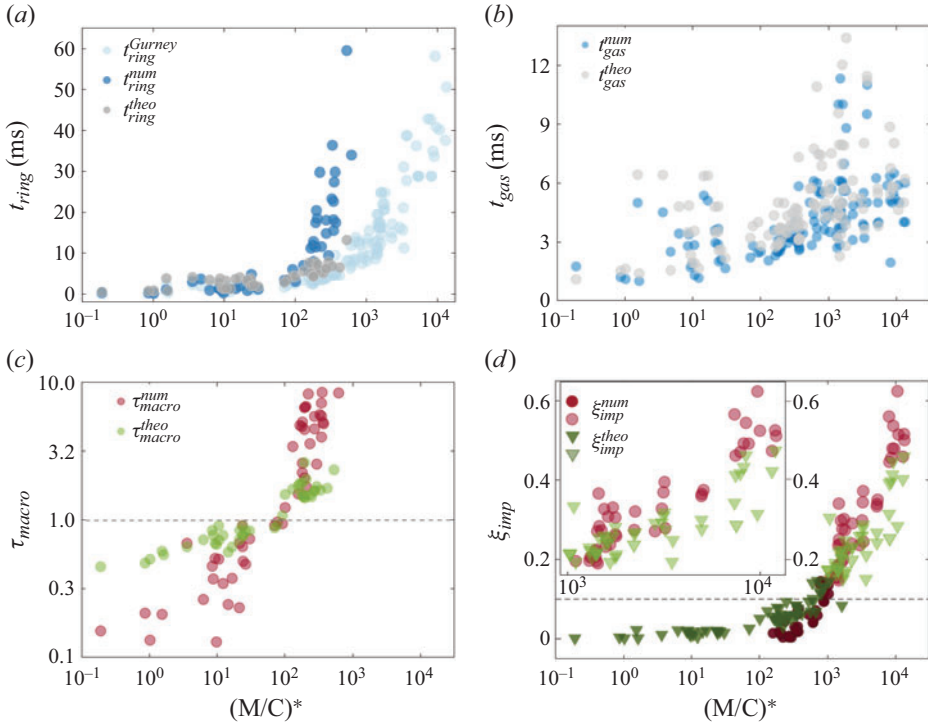 (a)
60
50
40
30
20
10
0
t_ring (ms)
t_ring^Gurney
t_ring^num
t_ring^theo
10^−1 10^0 10^1 10^2 10^3 10^4
(b)
12
9
6
3
0
t_gas (ms)
t_gas^num
t_gas^theo
10^−1 10^0 10^1 10^2 10^3 10^4
(c)
10.0
3.2
1.0
0.3
0.1
τ_macro
τ_macro^num
τ_macro^theo
10^−1 10^0 10^1 10^2 10^3 10^4
(M/C)*
(d)
0.6
0.4
0.2
0
ξ_imp
ξ_imp^num
ξ_imp^theo
10^3 10^4
0.6
0.4
0.2
10^−1 10^0 10^1 10^2 10^3 10^4
(M/C)*